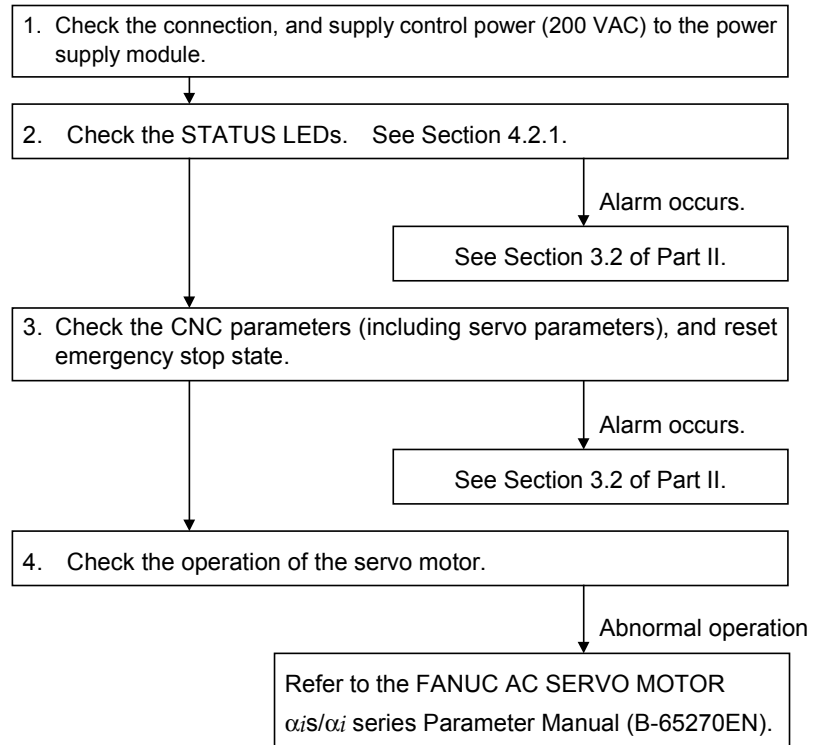 1. Check the connection, and supply control power (200 VAC) to the power
supply module.
2. Check the STATUS LEDs. See Section 4.2.1.
Alarm occurs.
See Section 3.2 of Part II.
3. Check the CNC parameters (including servo parameters), and reset
emergency stop state.
Alarm occurs.
See Section 3.2 of Part II.
4. Check the operation of the servo motor.
Abnormal operation
Refer to the FANUC AC SERVO MOTOR
αis/αi series Parameter Manual (B-65270EN).